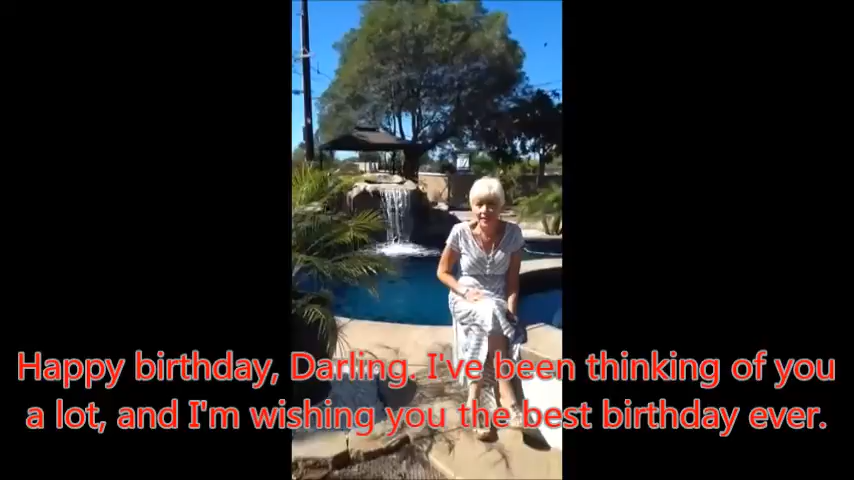 Happy birthday, Darling. I've been thinking of you
a lot, and I'm wishing you the best birthday ever.